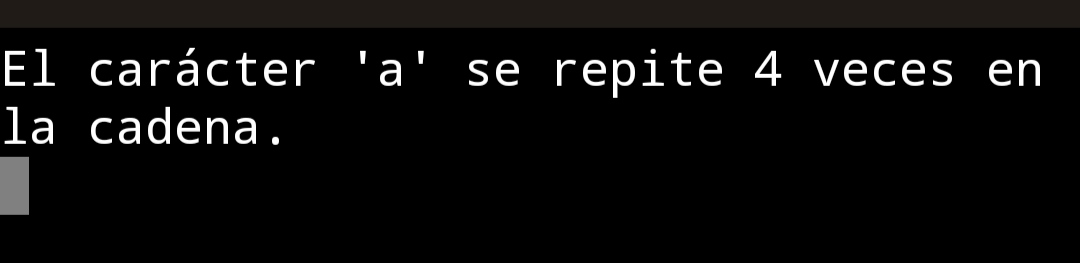 El carácter 'a' se repite 4 veces en
la cadena.